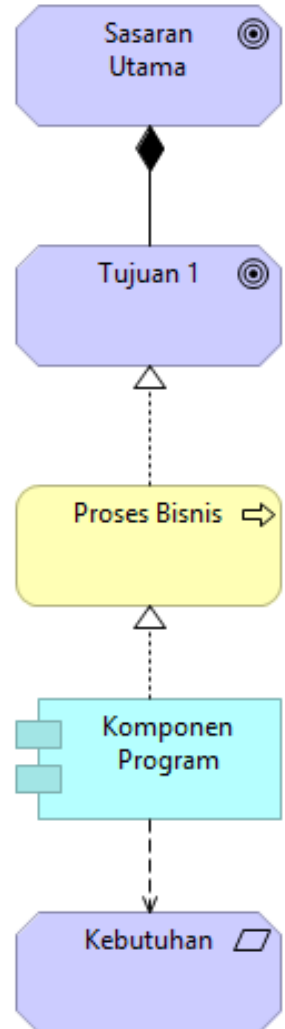 Sasaran
Utama
Tujuan 1
Proses Bisnis
Komponen
Program
Kebutuhan